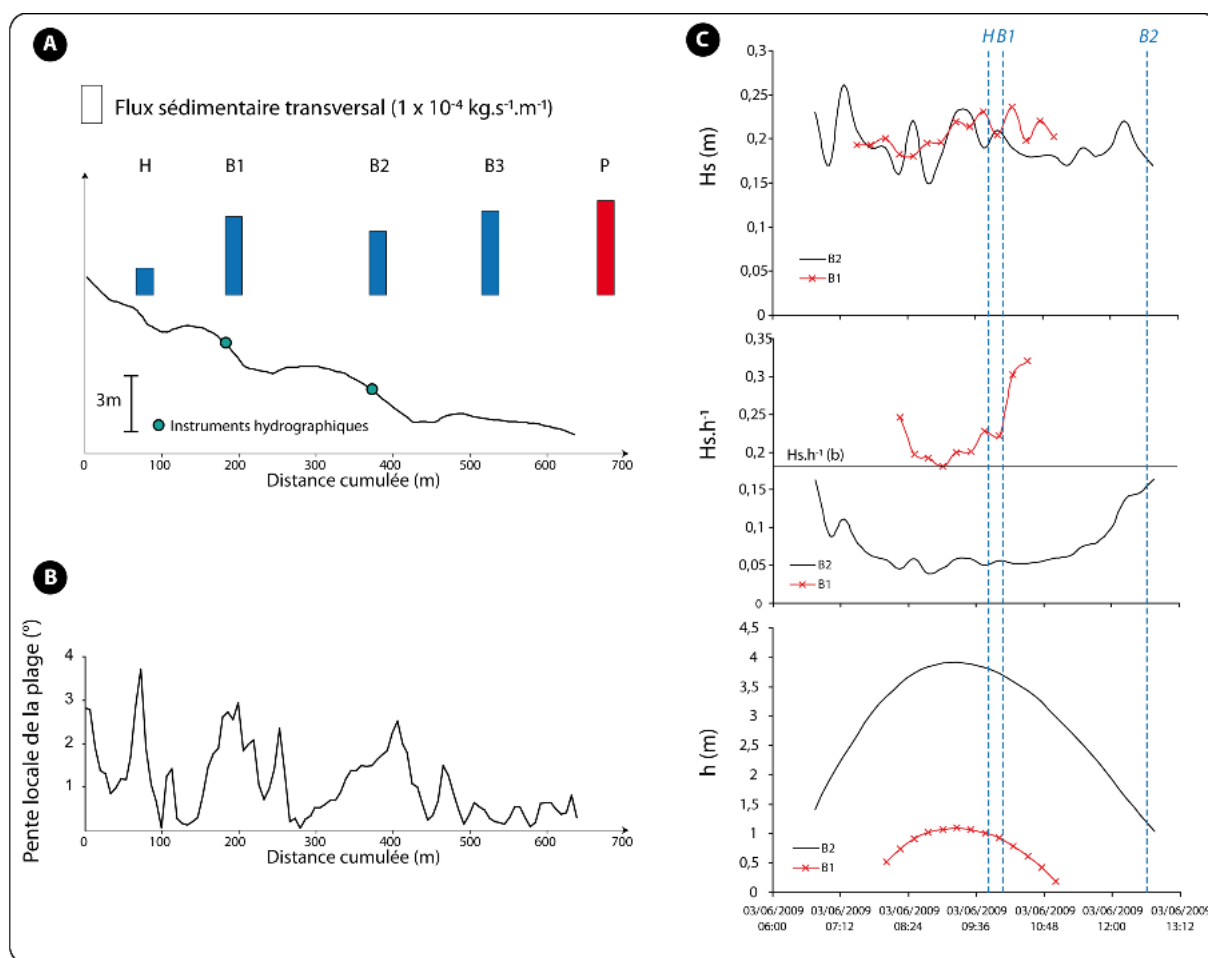 A
Flux sédimentaire transversal (1 x 10⁻⁴ kg.s⁻¹.m⁻¹)
H B1 B2 B3 P
3m
Instruments hydrographiques
0 100 200 300 400 500 600 700
Distance cumulée (m)
B
Pente locale de la plage (°)
4
3
2
1
0 100 200 300 400 500 600 700
Distance cumulée (m)
C
H B1 B2
Hs (m)
0,3
0,25
0,2
0,15
0,1
0,05
0
B2
B1
Hs.h⁻¹
0,35
0,3
0,25
0,2
Hs.h⁻¹ (b)
0,15
0,1
0,05
0
B2
B1
h (m)
4,5
4
3,5
3
2,5
2
1,5
1
0,5
0
B2
B1
03/06/2009 03/06/2009 03/06/2009 03/06/2009 03/06/2009 03/06/2009 03/06/2009
06:00 07:12 08:24 09:36 10:48 12:00 13:12